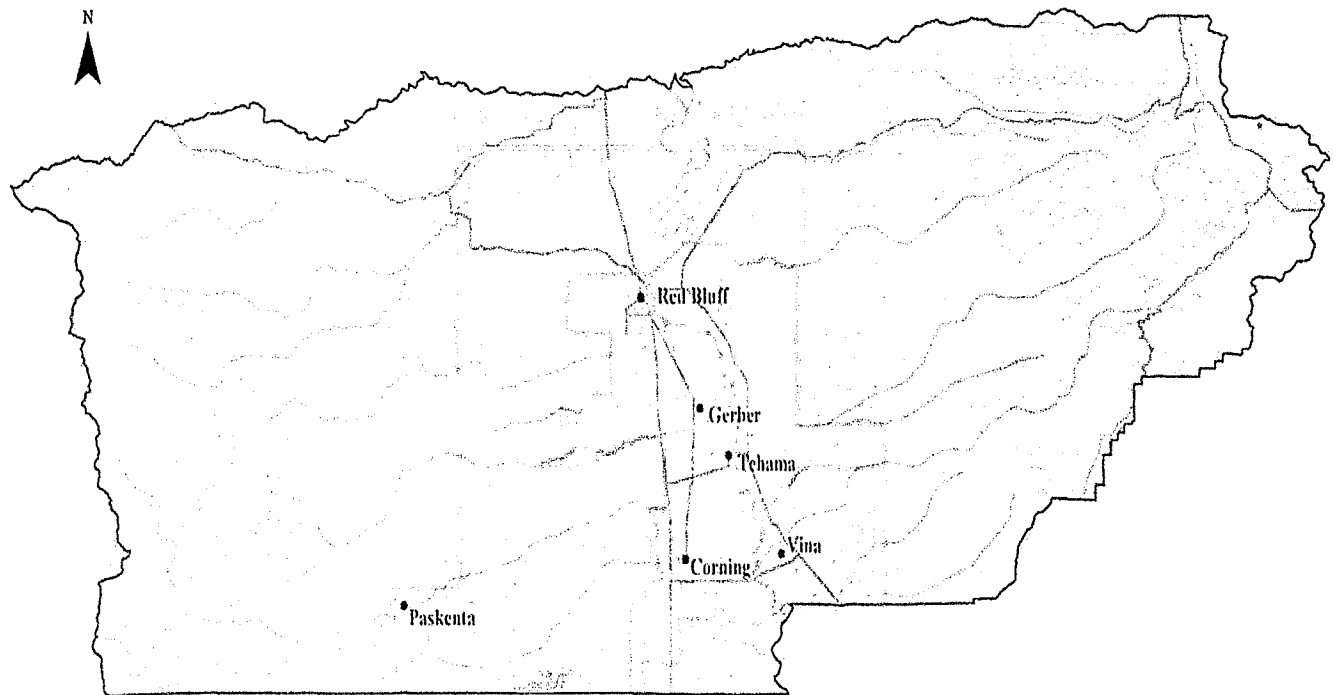 N
Red Bluff
Gerber
Tehama
Vina
Corning
Paskenta